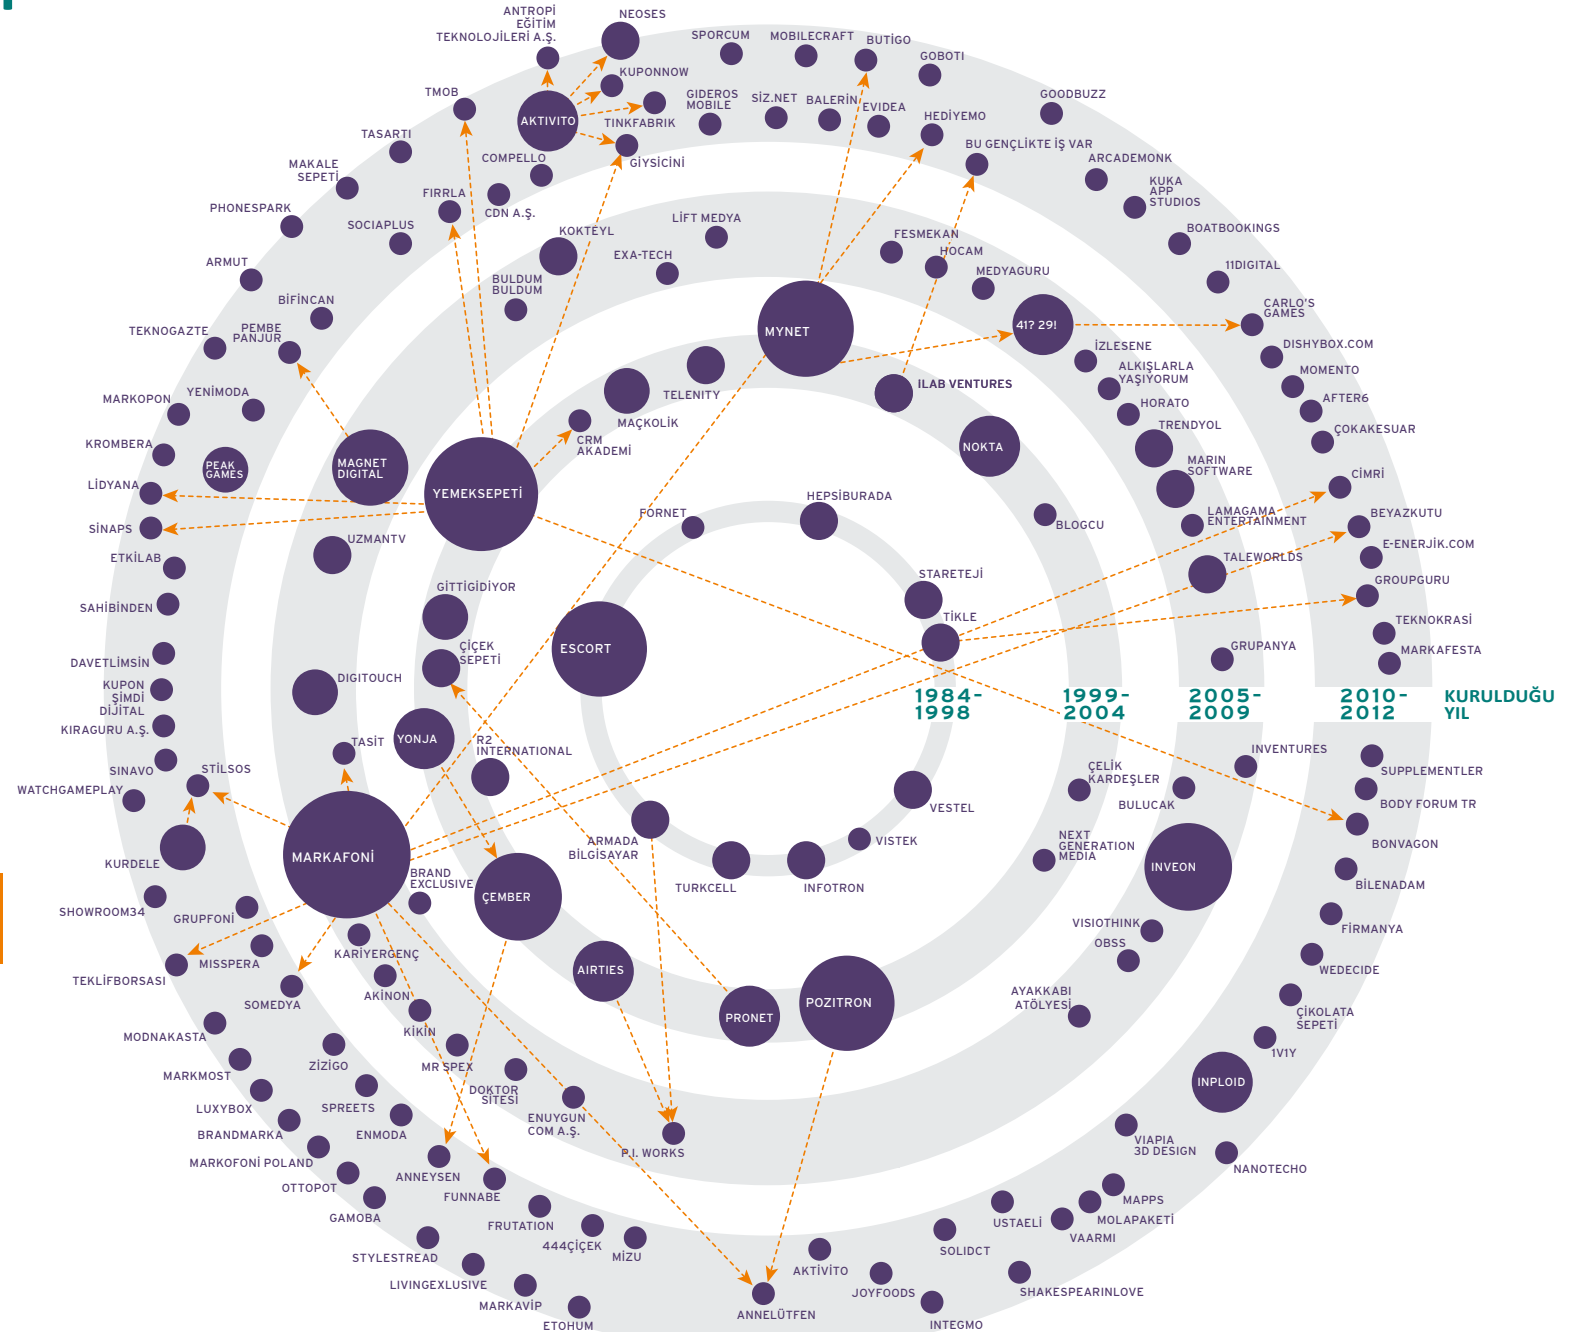 ANTROPİ
EĞİTİM
TEKNOLOJİLERİ A.Ş.
NEOSES
SPORCUM
MOBILECRAFT
BUTİGO
GOBOTI
KUPONNOW
TMOB
AKTIVITO
TINKFABRIK
GIDEROS
MOBILE
SİZ.NET
BALERİN
EVIDEA
HEDİYEMO
GOODBUZZ
TASARTI
COMPELLO
GİYSİCİNİ
BU GENÇLİKTE İŞ VAR
ARCADEMONK
MAKALE
SEPETİ
FIRRLA
CDN A.Ş.
KUKA
APP
STUDIOS
PHONESPARK
SOCIAPLUS
KOKTEYL
LİFT MEDYA
FESMEKAN
BOATBOOKINGS
ARMUT
EXA-TECH
HOCAM
11DIGITAL
BULDUM
BULDUM
MEDYAGURU
BİFİNCAN
CARLO'S
GAMES
TEKNOGAZTE
PEMBE
PANJUR
MYNET
41? 29!
İZLESENE
DISHYBOX.COM
ALKIŞLARLA
YAŞIYORUM
MOMENTO
MARKOPON
YENİMODA
TELENITY
ILAB VENTURES
HORATO
AFTER6
MAÇKOLİK
TRENDYOL
ÇOKAKESUAR
KROMBERA
CRM
AKADEMİ
NOKTA
PEAK
GAMES
MAGNET
DIGITAL
MARIN
SOFTWARE
CİMRİ
LİDYANA
YEMEKSEPETİ
HEPSİBURADA
SİNAPS
FORNET
BLOGCU
LAMAGAMA
ENTERTAINMENT
BEYAZKUTU
UZMANTV
E-ENERJİK.COM
ETKİLAB
TALEWORLDS
STARETEJİ
GROUPGURU
SAHIBINDEN
GİTTİGİDİYOR
TİKLE
TEKNOKRASİ
ESCORT
ÇİÇEK
SEPETİ
GRUPANYA
MARKAFESTA
DAVETLIMSİN
DIGITOUCH
KUPON
ŞİMDİ
DİJİTAL
1984-
1998
1999-
2004
2005-
2009
2010-
2012
KURULDUĞU
YIL
KIRAGURU A.Ş.
TASİT
YONJA
R2
INTERNATIONAL
INVENTURES
SINAVO
STİLSOS
ÇELİK
KARDEŞLER
SUPPLEMENTLER
WATCHGAMEPLAY
BULUCAK
BODY FORUM TR
VESTEL
KURDELE
MARKAFONİ
ARMADA
BİLGİSAYAR
VISTEK
NEXT
GENERATION
MEDIA
BONVAGON
BRAND
EXCLUSIVE
TURKCELL
INFOTRON
INVEON
BİLENADAM
ÇEMBER
SHOWROOM34
GRUPFONİ
VISIOTHINK
FİRMANYA
KARİYERGENÇ
OBSS
MISSPERA
TEKLİFBORSASI
AIRTIES
WEDECIDE
AKİNON
SOMEDYA
POZITRON
AYAKKABI
ATÖLYESİ
PRONET
ÇİKOLATA
SEPETİ
MODNAKASTA
KİKİN
1V1Y
ZİZİGO
MR SPEX
MARKMOST
DOKTOR
SİTESİ
INPLOID
LUXYBOX
SPREETS
ENUYGUN
COM A.Ş.
BRANDMARKA
ENMODA
VIAPIA
3D DESIGN
P.I. WORKS
MARKOFONİ POLAND
ANNEYSEN
NANOTECHO
OTTOPOT
FUNNABE
MAPPS
GAMOBA
FRUTATION
USTAELİ
MOLAPAKETİ
VAARMI
444ÇİÇEK
STYLESTREAD
MİZU
SOLIDCT
AKTİVİTO
LIVINGEXLUSIVE
JOYFOODS
SHAKESPEARINLOVE
MARKAVİP
ANNELÜTFEN
INTEGMO
ETOHUM